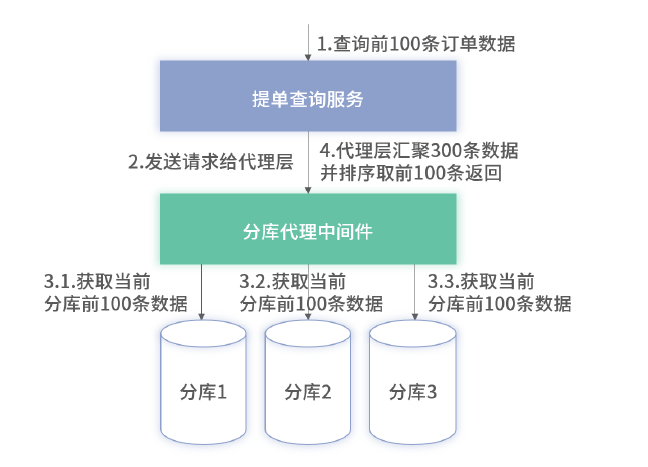 1.查询前100条订单数据
提单查询服务
2.发送请求给代理层
4.代理层汇聚300条数据
并排序取前100条返回
分库代理中间件
3.1.获取当前
分库前100条数据
3.2.获取当前
分库前100条数据
3.3.获取当前
分库前100条数据
分库1
分库2
分库3